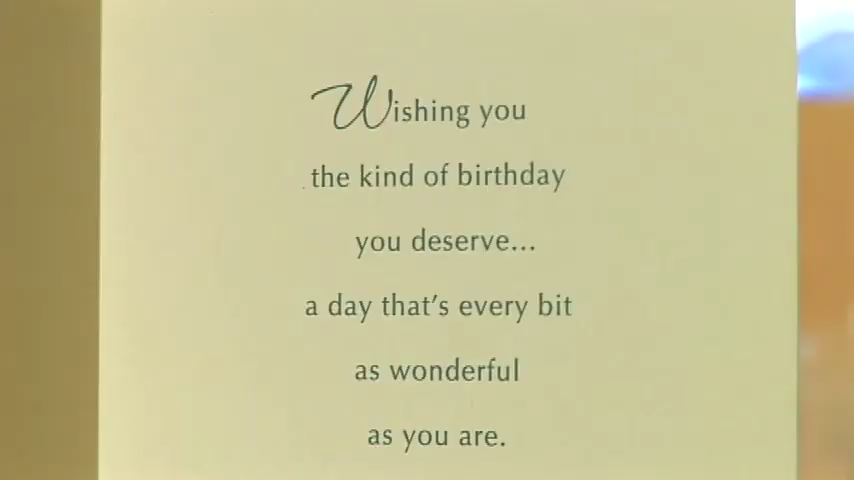 Wishing you
the kind of birthday
you deserve...
a day that's every bit
as wonderful
as you are.